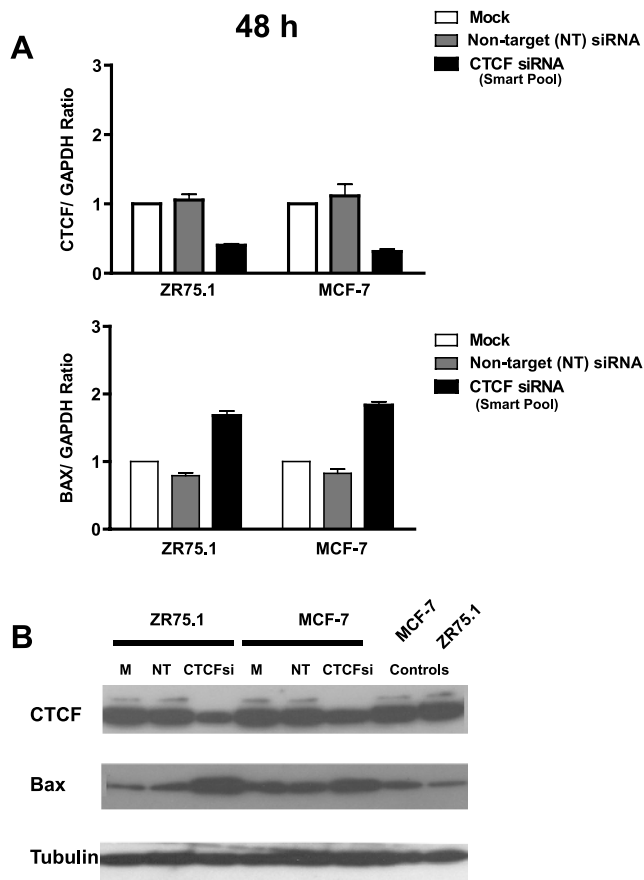 48 h
A
Mock
Non-target (NT) siRNA
CTCF siRNA
(Smart Pool)
CTCF/ GAPDH Ratio
3
2
1
0
ZR75.1 MCF-7
Mock
Non-target (NT) siRNA
CTCF siRNA
(Smart Pool)
BAX/ GAPDH Ratio
3
2
1
0
ZR75.1 MCF-7
B
ZR75.1 MCF-7 MCF-7 ZR75.1
M NT CTCFsi M NT CTCFsi Controls
CTCF
Bax
Tubulin